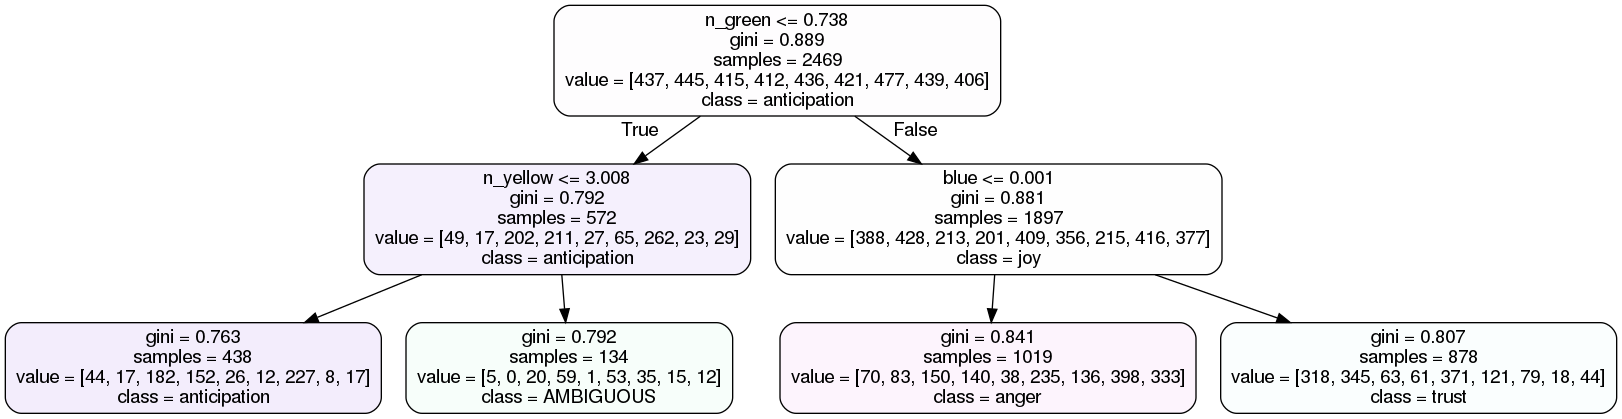 n_green <= 0.738
gini = 0.889
samples = 2469
value = [437, 445, 415, 412, 436, 421, 477, 439, 406]
class = anticipation
True
False
n_yellow <= 3.008
gini = 0.792
samples = 572
value = [49, 17, 202, 211, 27, 65, 262, 23, 29]
class = anticipation
blue <= 0.001
gini = 0.881
samples = 1897
value = [388, 428, 213, 201, 409, 356, 215, 416, 377]
class = joy
gini = 0.763
samples = 438
value = [44, 17, 182, 152, 26, 12, 227, 8, 17]
class = anticipation
gini = 0.792
samples = 134
value = [5, 0, 20, 59, 1, 53, 35, 15, 12]
class = AMBIGUOUS
gini = 0.841
samples = 1019
value = [70, 83, 150, 140, 38, 235, 136, 398, 333]
class = anger
gini = 0.807
samples = 878
value = [318, 345, 63, 61, 371, 121, 79, 18, 44]
class = trust